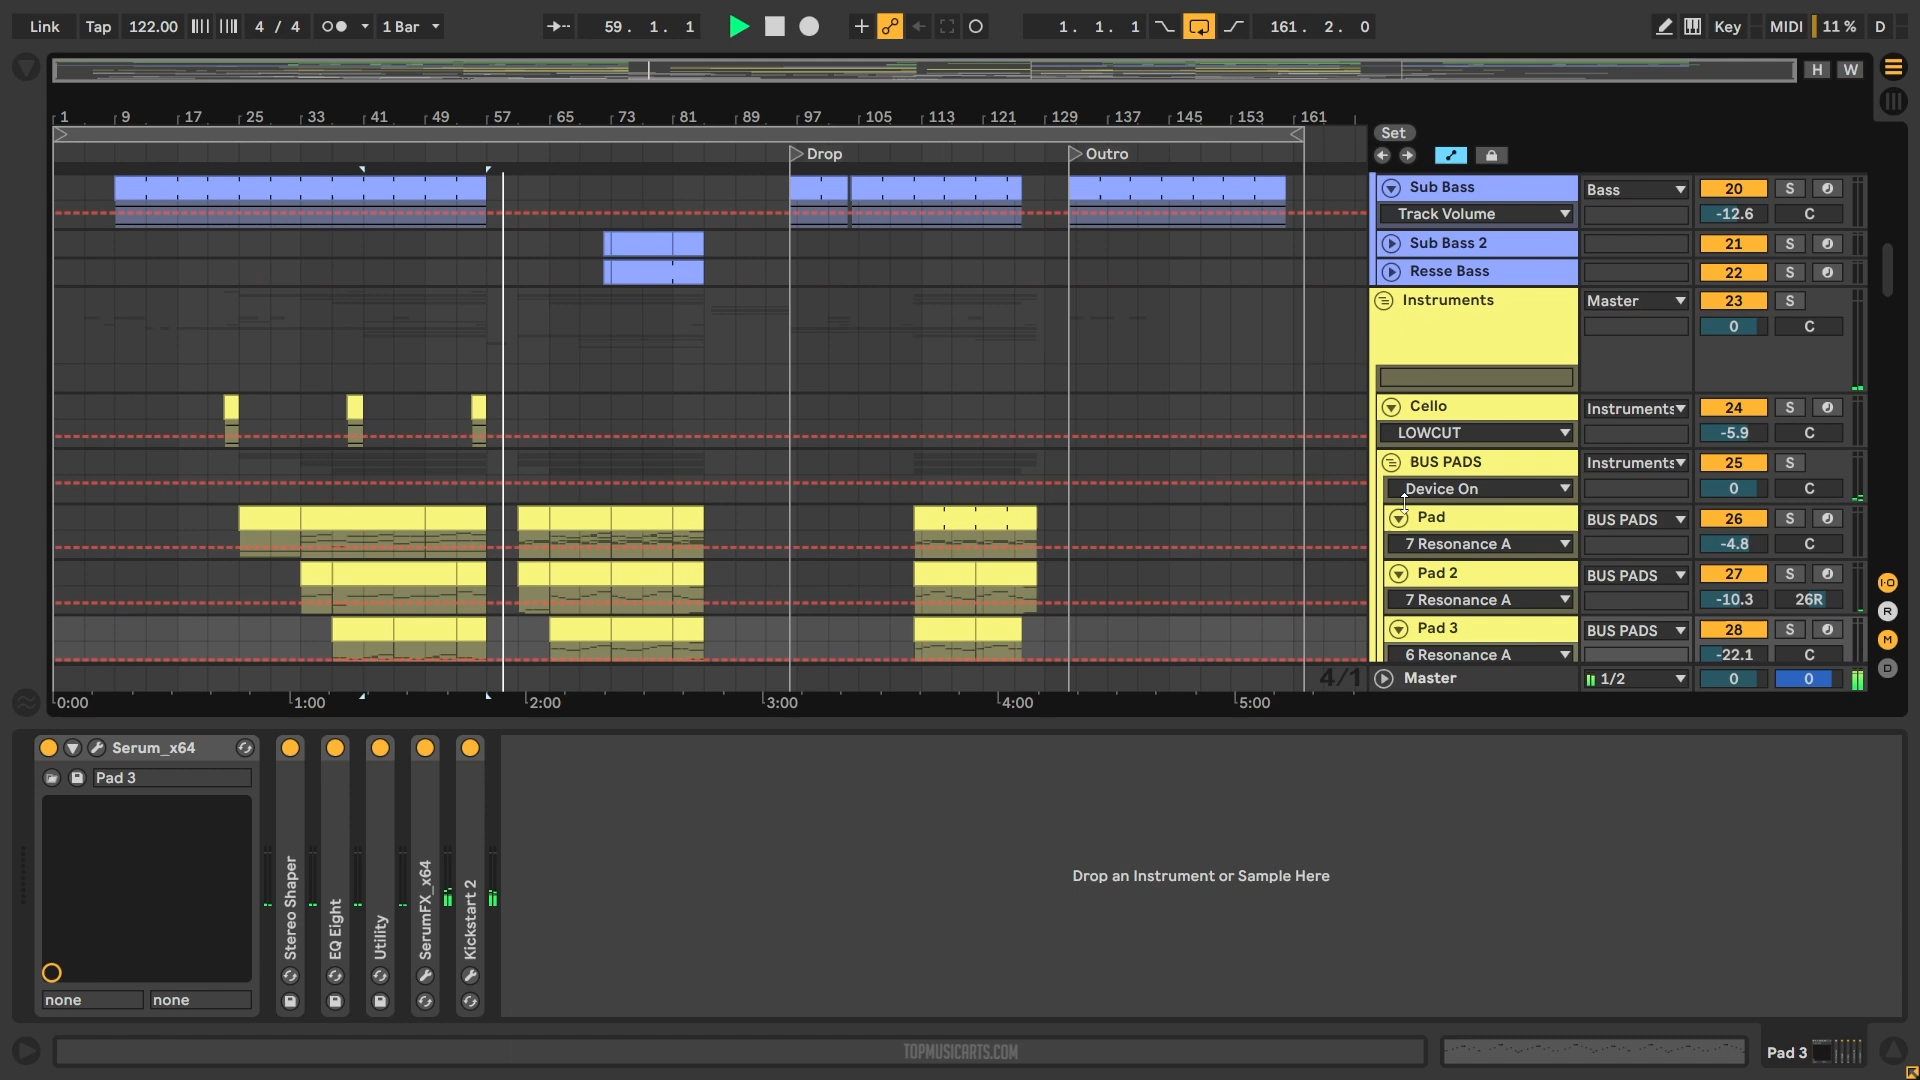 Link Tap 122.00 4 / 4 1 Bar 59. 1. 1 1. 1. 1 161. 2. 0 Key MIDI 11 % D
H W
1 9 17 25 33 41 49 57 65 73 81 89 97 105 113 121 129 137 145 153 161
Set
Drop Outro
Sub Bass Bass 20 S
Track Volume -12.6 C
Sub Bass 2 21 S
Resse Bass 22 S
Instruments Master 23 S
0 C
Cello Instruments 24 S
LOWCUT -5.9 C
BUS PADS Instruments 25 S
Device On 0 C
Pad BUS PADS 26 S
7 Resonance A -4.8 C
Pad 2 BUS PADS 27 S
7 Resonance A -10.3 26R
Pad 3 BUS PADS 28 S
6 Resonance A -22.1 C
I·O
R
M
D
4/1 Master 1/2 0 0
0:00 1:00 2:00 3:00 4:00 5:00
Serum_x64
Pad 3
none none
Stereo Shaper
EQ Eight
Utility
SerumFX_x64
Kickstart 2
Drop an Instrument or Sample Here
TOPMUSICARTS.COM
Pad 3